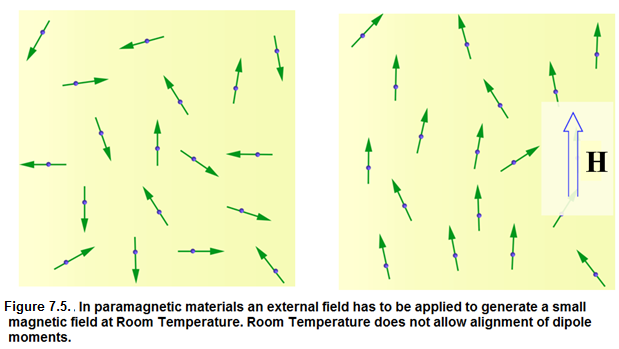 H
Figure 7.5. . In paramagnetic materials an external field has to be applied to generate a small
magnetic field at Room Temperature. Room Temperature does not allow alignment of dipole
moments.